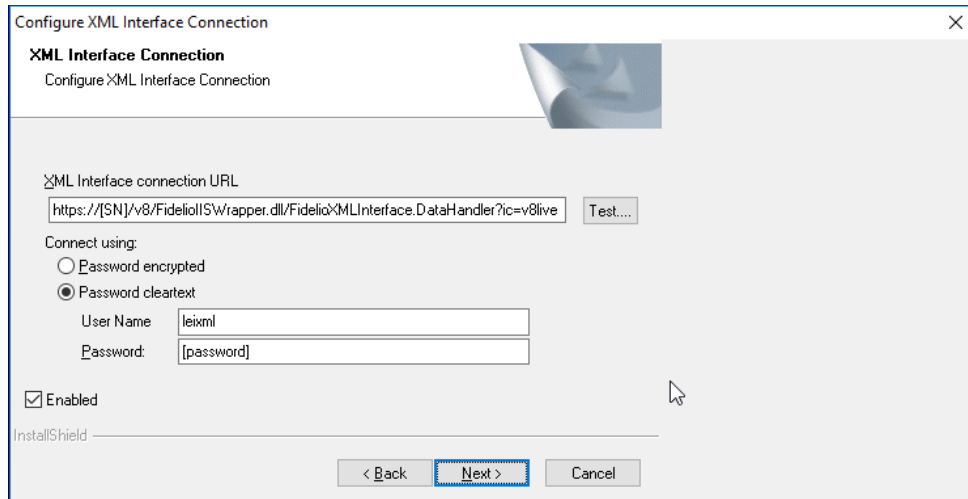 Configure XML Interface Connection
XML Interface Connection
Configure XML Interface Connection
XML Interface connection URL
https://[SN]/v8/FidelioIISWrapper.dll/FidelioXMLInterface.DataHandler?ic=v8live
Test....
Connect using:
Password encrypted
Password cleartext
User Name
leixml
Password:
[password]
Enabled
InstallShield
< Back
Next >
Cancel